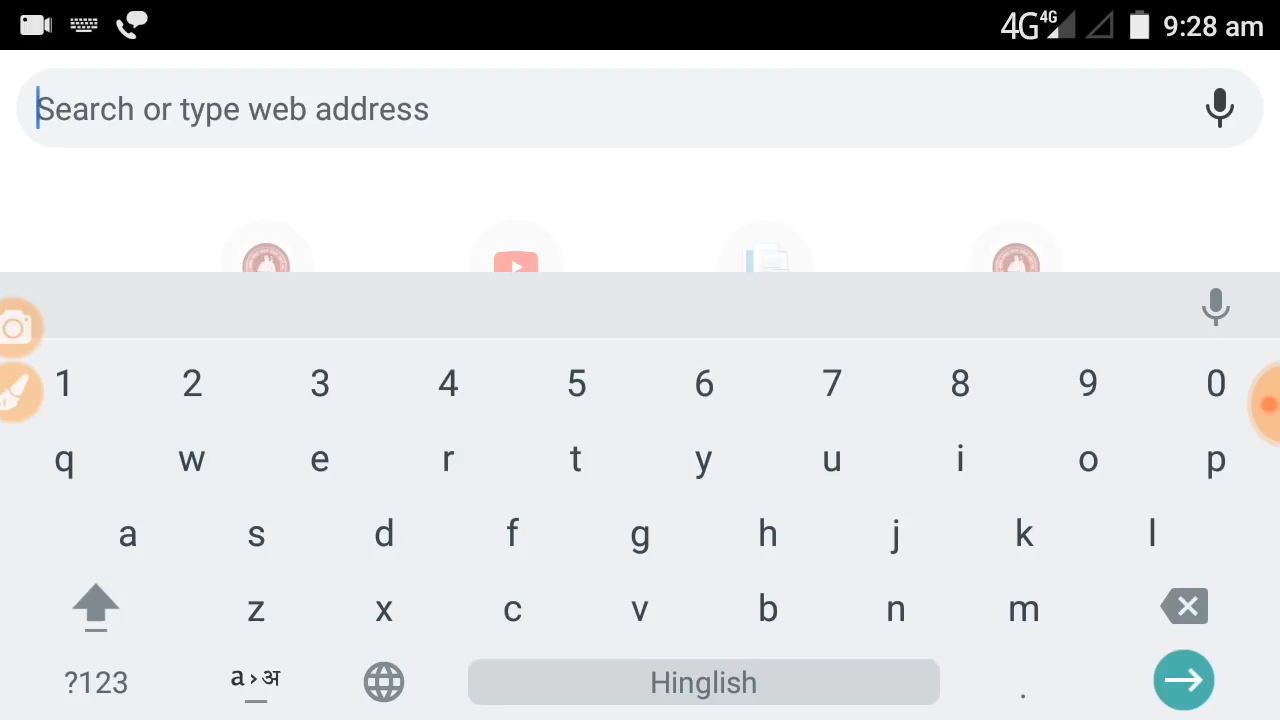 4G 4G 9:28 am
Search or type web address
1 2 3 4 5 6 7 8 9 0
q w e r t y u i o p
a s d f g h j k l
z x c v b n m
?123 a>अ Hinglish .